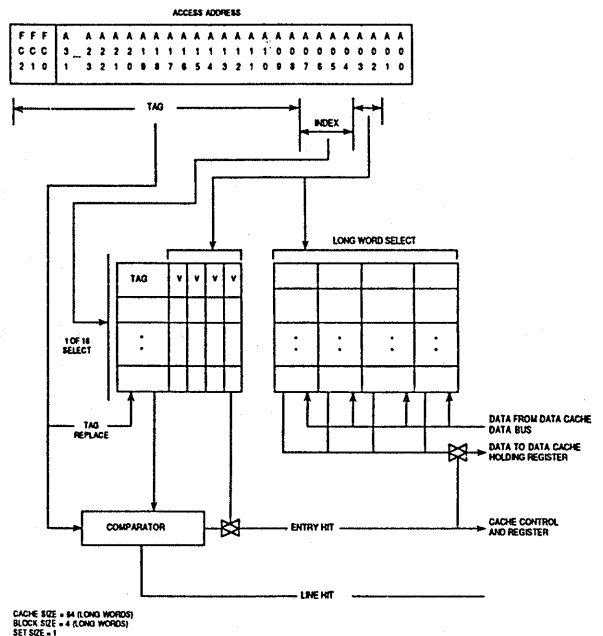 ACCESS ADDRESS
F F F A A A A A A A A A A A A A A A A A A A A A A A A A
C C C 3 ... 2 2 2 2 1 1 1 1 1 1 1 1 1 1 0 0 0 0 0 0 0 0 0 0
2 1 0 1 3 2 1 0 9 8 7 6 5 4 3 2 1 0 9 8 7 6 5 4 3 2 1 0
TAG
INDEX
LONG WORD SELECT
TAG V V V V
1 OF 16
SELECT
TAG
REPLACE
DATA FROM DATA CACHE
DATA BUS
DATA TO DATA CACHE
HOLDING REGISTER
COMPARATOR
ENTRY HIT
CACHE CONTROL
AND REGISTER
LINE HIT
CACHE SIZE = 64 (LONG WORDS)
BLOCK SIZE = 4 (LONG WORDS)
SET SIZE = 1